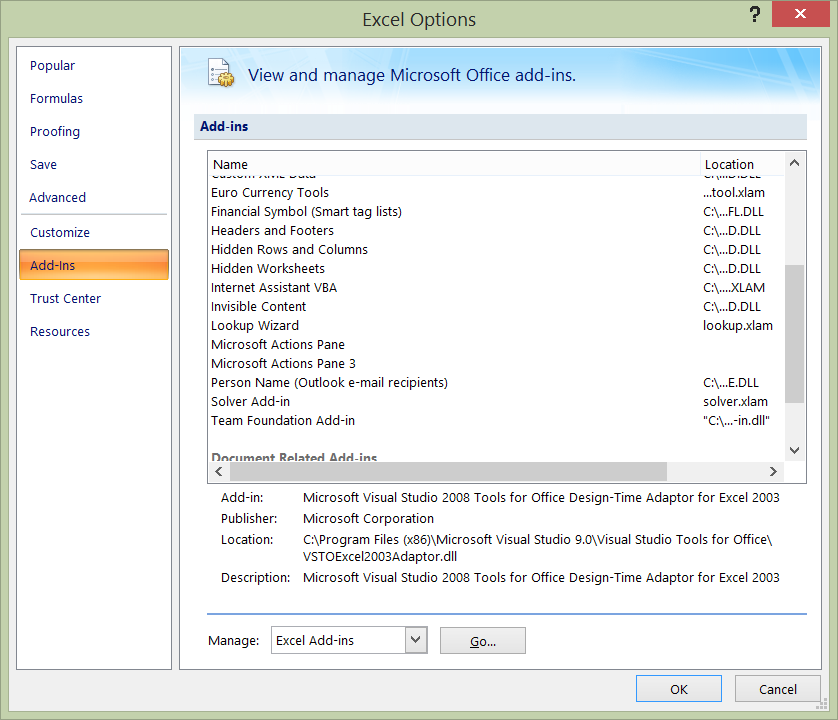 Excel Options
?
Popular
Formulas
Proofing
Save
Advanced
Customize
Add-Ins
Trust Center
Resources
View and manage Microsoft Office add-ins.
Add-ins
Name Location
Custom XML Data C:\...D.DLL
Euro Currency Tools ...tool.xlam
Financial Symbol (Smart tag lists) C:\...FL.DLL
Headers and Footers C:\...D.DLL
Hidden Rows and Columns C:\...D.DLL
Hidden Worksheets C:\...D.DLL
Internet Assistant VBA C:\....XLAM
Invisible Content C:\...D.DLL
Lookup Wizard lookup.xlam
Microsoft Actions Pane
Microsoft Actions Pane 3
Person Name (Outlook e-mail recipients) C:\...E.DLL
Solver Add-in solver.xlam
Team Foundation Add-in "C:\...-in.dll"
Document Related Add-ins
Add-in: Microsoft Visual Studio 2008 Tools for Office Design-Time Adaptor for Excel 2003
Publisher: Microsoft Corporation
Location: C:\Program Files (x86)\Microsoft Visual Studio 9.0\Visual Studio Tools for Office\
VSTOExcel2003Adaptor.dll
Description: Microsoft Visual Studio 2008 Tools for Office Design-Time Adaptor for Excel 2003
Manage: Excel Add-ins Go...
OK Cancel